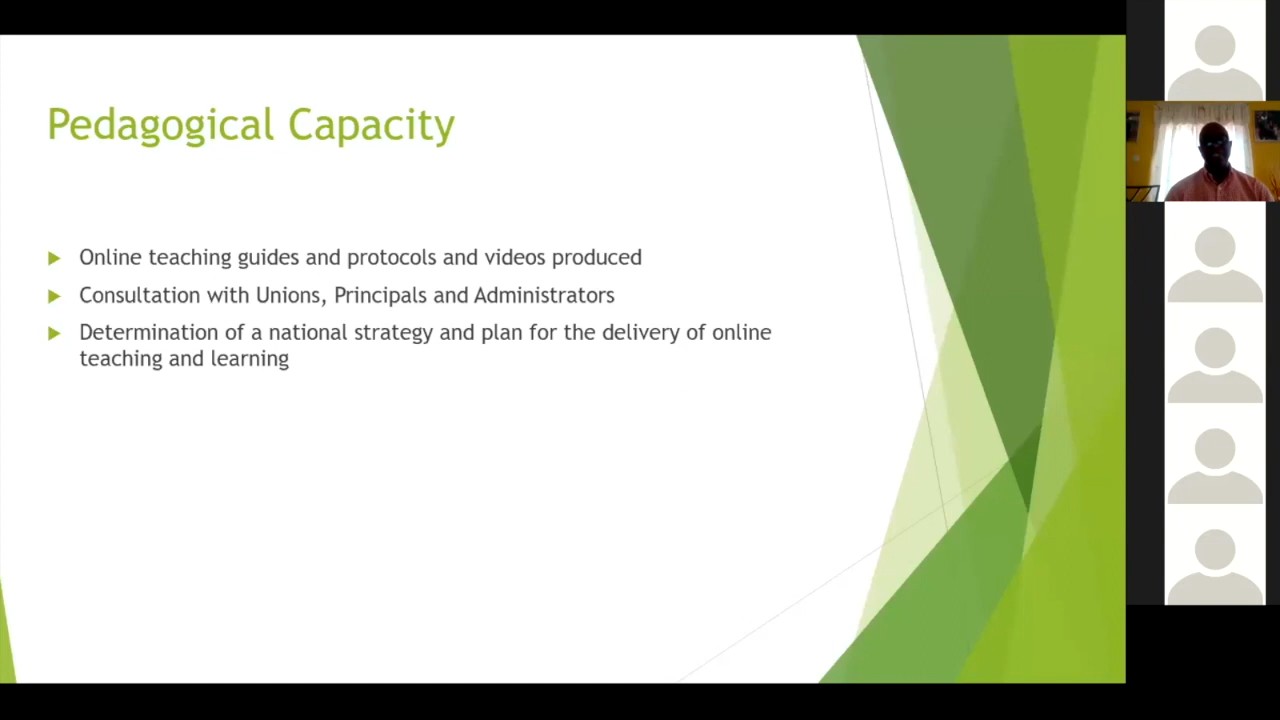 Pedagogical Capacity
Online teaching guides and protocols and videos produced
Consultation with Unions, Principals and Administrators
Determination of a national strategy and plan for the delivery of online
teaching and learning